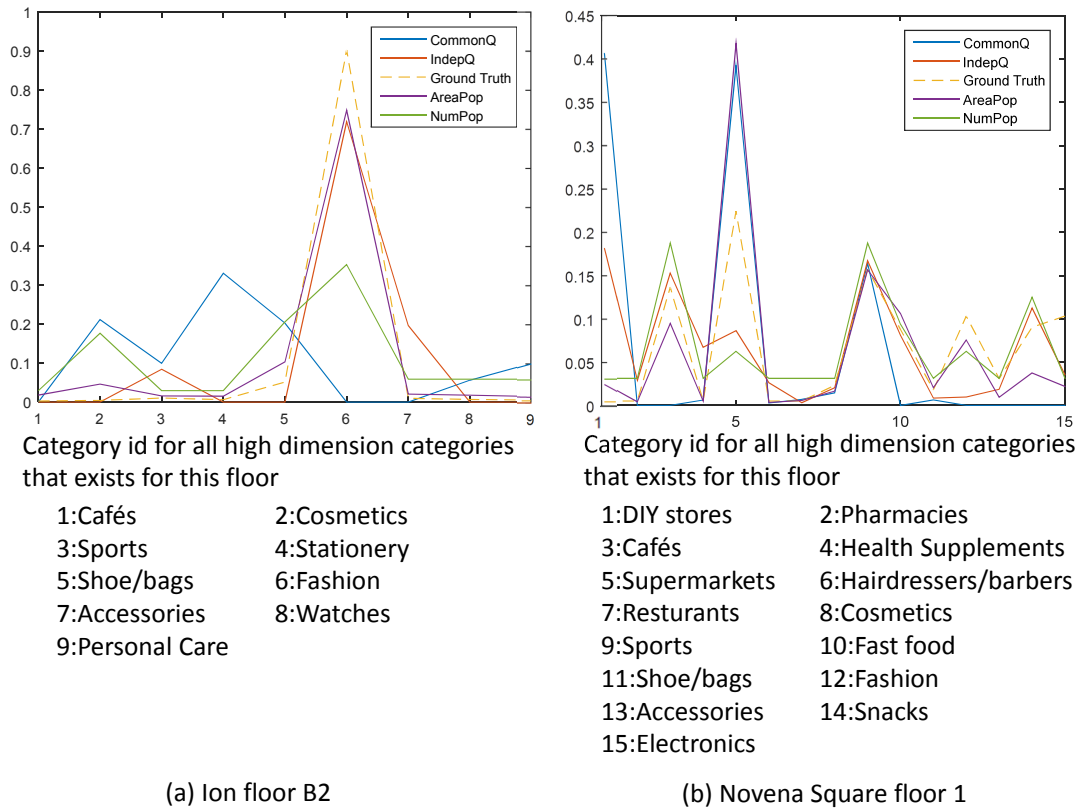 1
0.9
0.8
0.7
0.6
0.5
0.4
0.3
0.2
0.1
0
1 2 3 4 5 6 7 8 9
CommonQ
IndepQ
Ground Truth
AreaPop
NumPop
Category id for all high dimension categories
that exists for this floor
1:Cafés 2:Cosmetics
3:Sports 4:Stationery
5:Shoe/bags 6:Fashion
7:Accessories 8:Watches
9:Personal Care
(a) Ion floor B2
0.45
0.4
0.35
0.3
0.25
0.2
0.15
0.1
0.05
0
1 5 10 15
CommonQ
IndepQ
Ground Truth
AreaPop
NumPop
Category id for all high dimension categories
that exists for this floor
1:DIY stores 2:Pharmacies
3:Cafés 4:Health Supplements
5:Supermarkets 6:Hairdressers/barbers
7:Resturants 8:Cosmetics
9:Sports 10:Fast food
11:Shoe/bags 12:Fashion
13:Accessories 14:Snacks
15:Electronics
(b) Novena Square floor 1